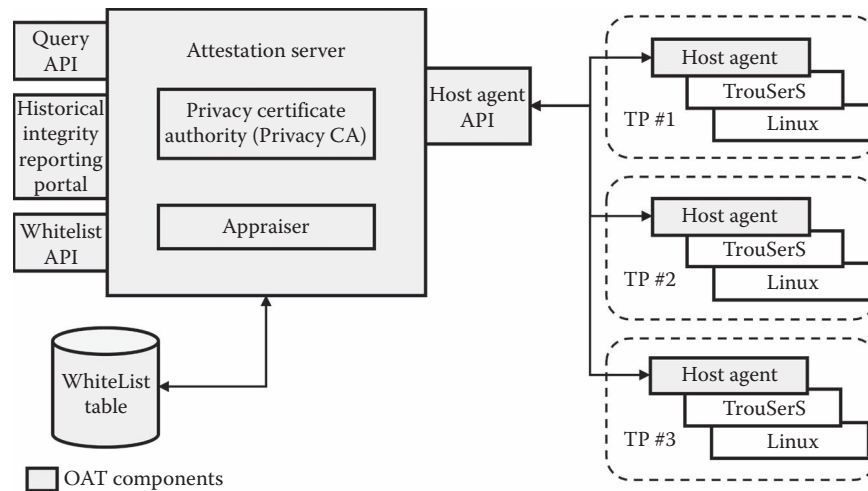 Query
API
Historical
integrity
reporting
portal
Whitelist
API
Attestation server
Privacy certificate
authority (Privacy CA)
Appraiser
Host agent
API
WhiteList
table
OAT components
Host agent
TrouSerS
TP #1
Linux
Host agent
TrouSerS
TP #2
Linux
Host agent
TrouSerS
TP #3
Linux